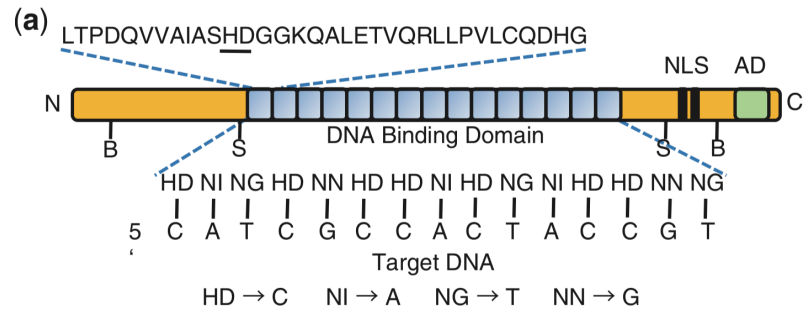 (a)
LTPDQVVAIASHDGGKQALETVQRLLPVLCQDHG
NLS AD
N C
DNA Binding Domain
B S S B
HD NI NG HD NN HD HD NI HD NG NI HD HD NN NG
5 ‘ C A T C G C C A C T A C C G T
Target DNA
HD → C NI → A NG → T NN → G